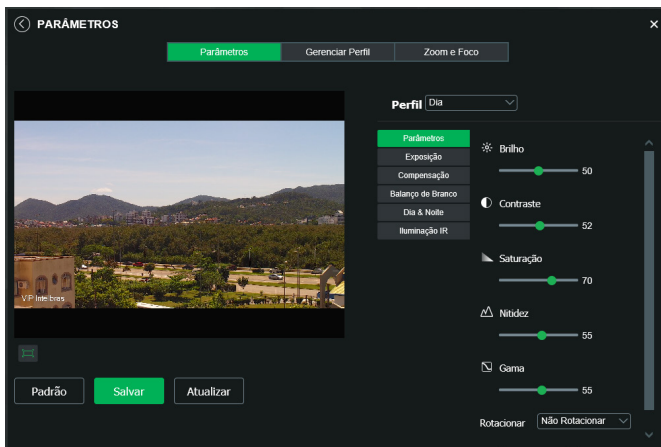 PARÂMETROS
Parâmetros
Gerenciar Perfil
Zoom e Foco
Perfil Dia
Parâmetros
Exposição
Compensação
Balanço de Branco
Dia & Noite
Iluminação IR
Brilho
50
Contraste
52
Saturação
70
Nitidez
55
Gama
55
Rotacionar Não Rotacionar
VIP Intelbras
Padrão
Salvar
Atualizar